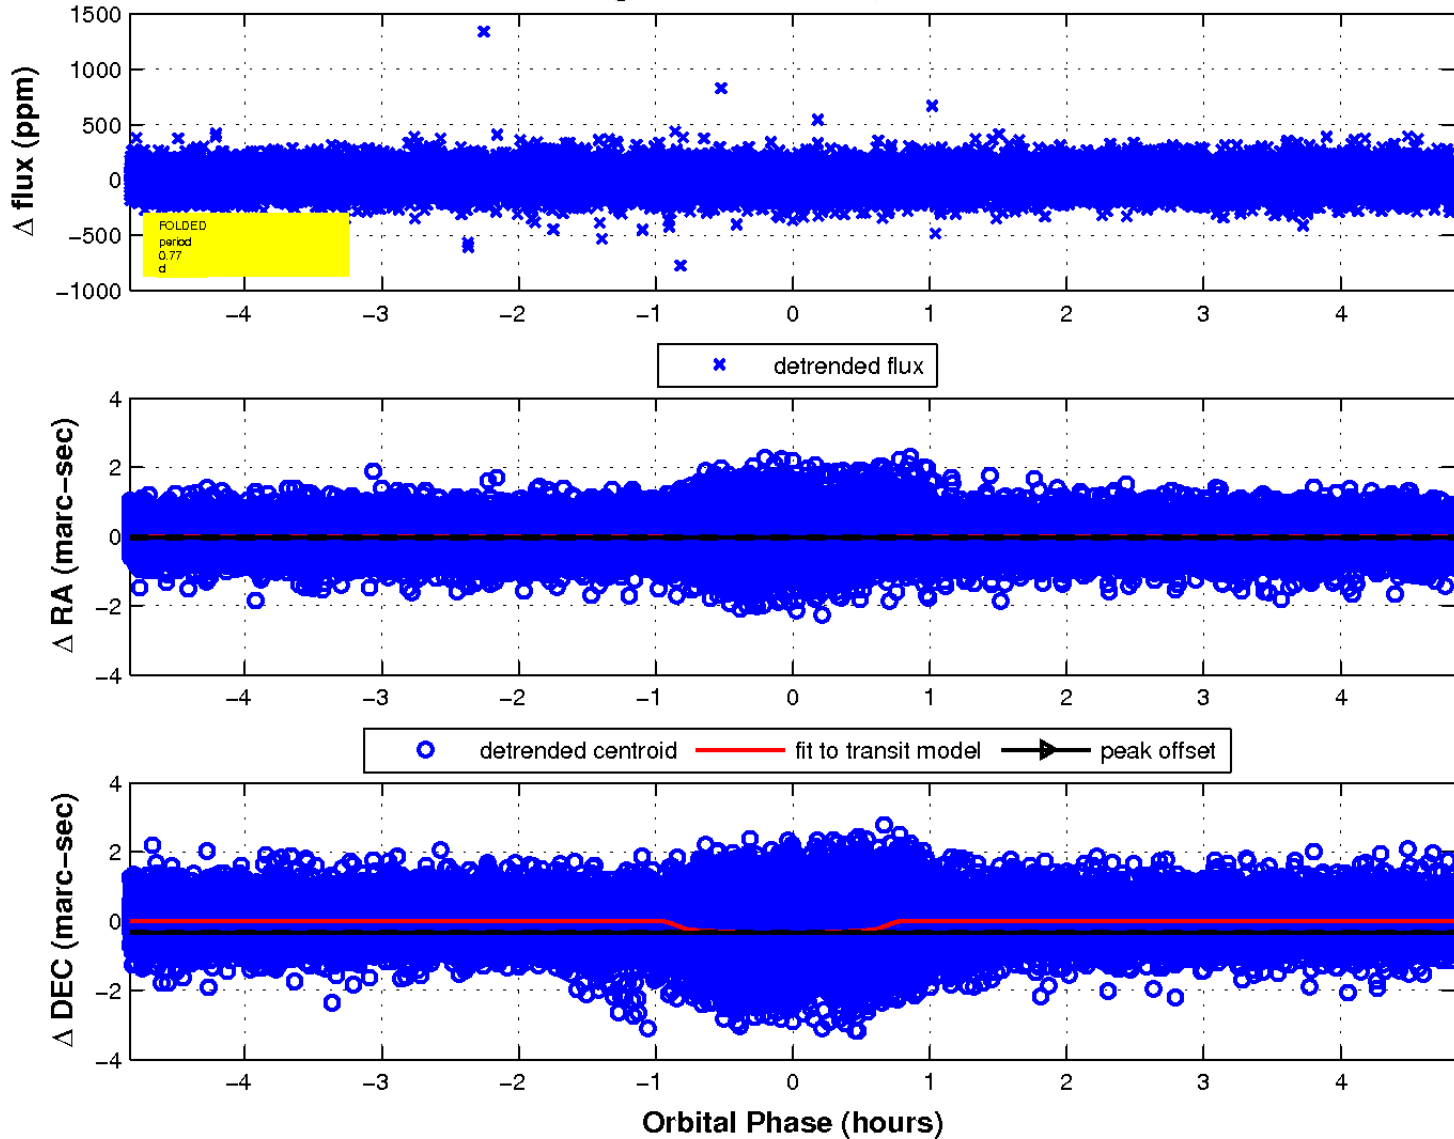 1500
1000
500
0
−500
−1000
Δ flux (ppm)
FOLDED
period
0.77
d
−4 −3 −2 −1 0 1 2 3 4
detrended flux
4
2
0
−2
−4
Δ RA (marc−sec)
−4 −3 −2 −1 0 1 2 3 4
detrended centroid fit to transit model peak offset
4
2
0
−2
−4
Δ DEC (marc−sec)
−4 −3 −2 −1 0 1 2 3 4
Orbital Phase (hours)